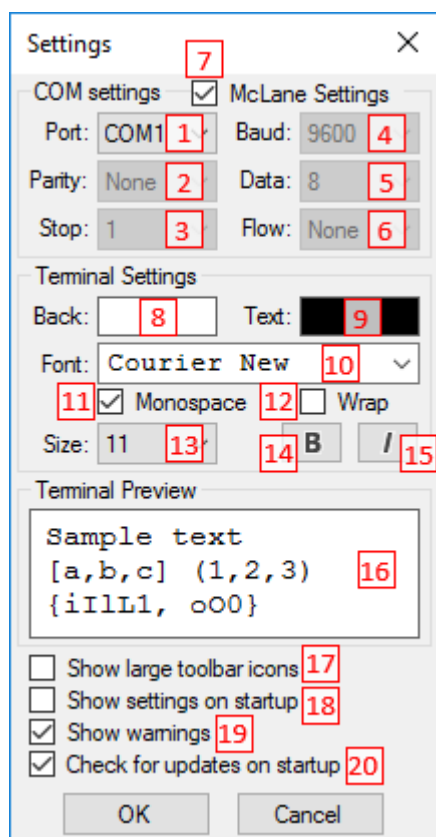 Settings
7
COM settings McLane Settings
Port: COM1 1 Baud: 9600 4
Parity: None 2 Data: 8 5
Stop: 1 3 Flow: None 6
Terminal Settings
Back: 8 Text: 9
Font: Courier New 10
11 Monospace 12 Wrap
Size: 11 13 14 B I 15
Terminal Preview
Sample text
[a,b,c] (1,2,3) 16
{iIlL1, oO0}
Show large toolbar icons 17
Show settings on startup 18
Show warnings 19
Check for updates on startup 20
OK Cancel